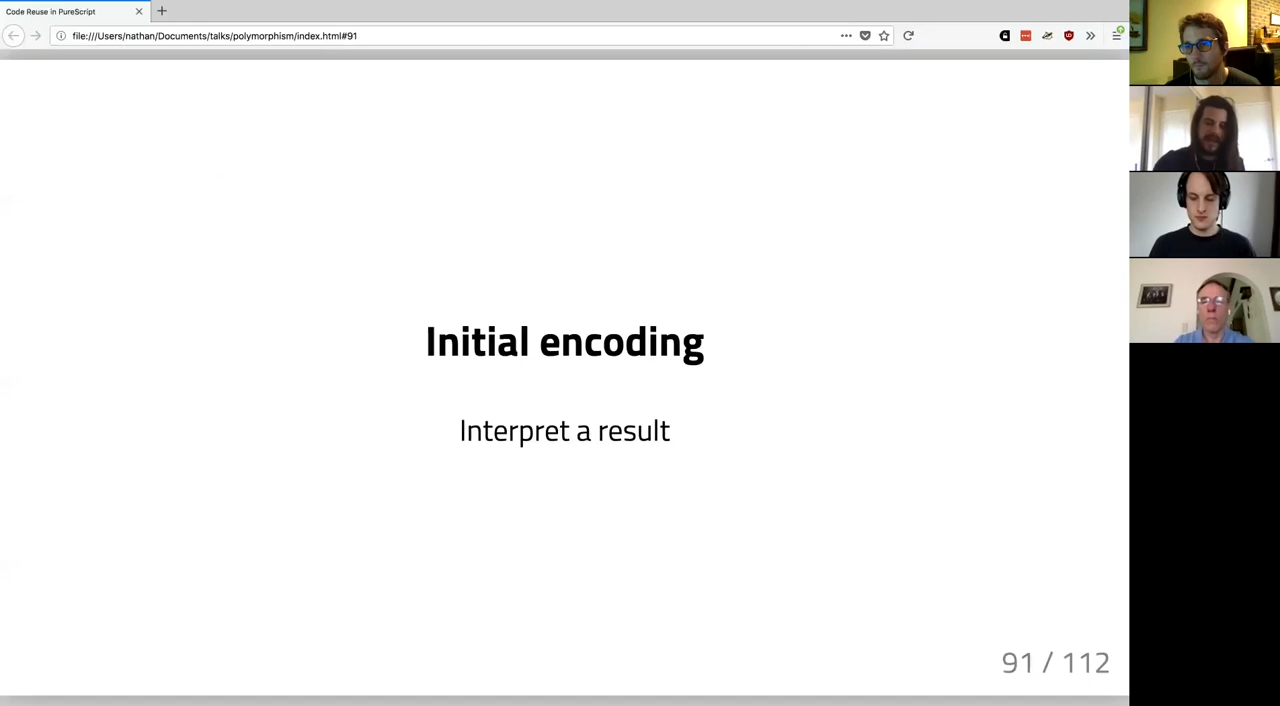 Code Reuse in PureScript
file:///Users/nathan/Documents/talks/polymorphism/index.html#91
Initial encoding
Interpret a result
91 / 112